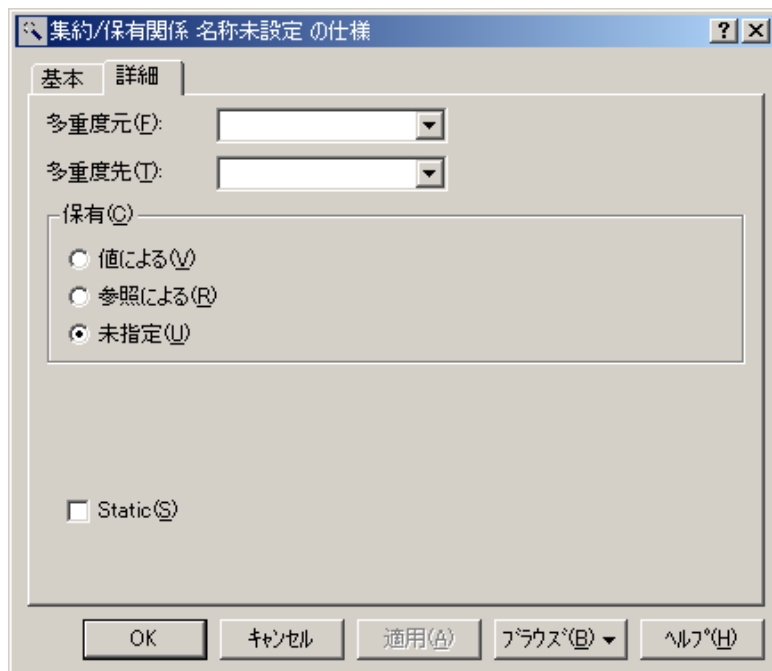 集約/保有関係 名称未設定 の仕様
基本 詳細
多重度元(F):
多重度先(T):
保有(C)
値による(V)
参照による(R)
未指定(U)
Static(S)
OK ｷｬﾝｾﾙ 適用(A) ﾌﾞﾗｳｽﾞ(B) ﾍﾙﾌﾟ(H)